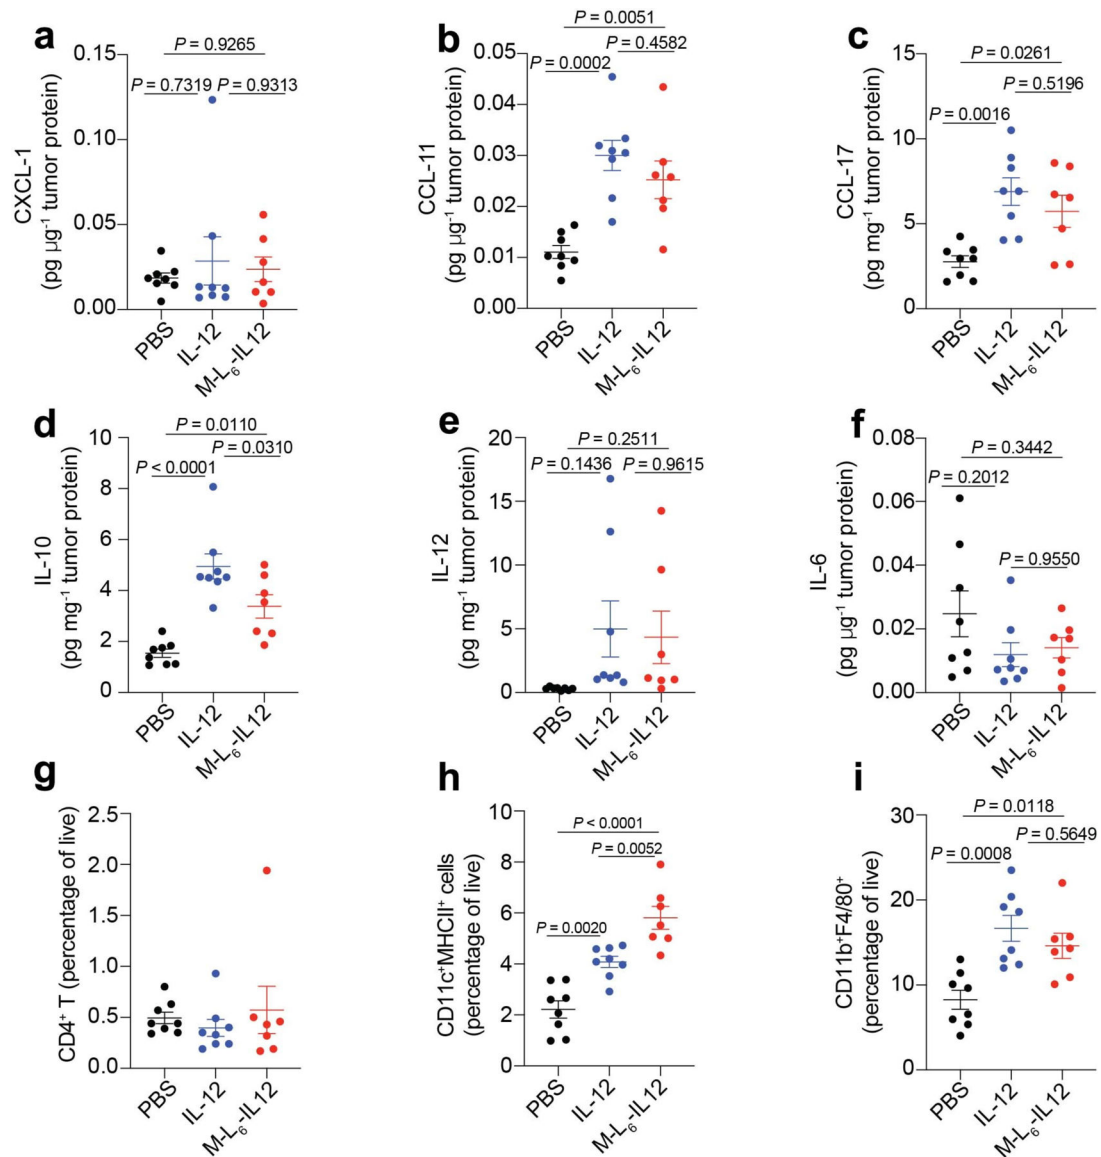 a
P = 0.9265
P = 0.7319 P = 0.9313
0.15
0.10
0.05
0.00
CXCL-1
(pg µg⁻¹ tumor protein)
PBS
IL-12
M-L₆-IL12
b
P = 0.0051
P = 0.4582
P = 0.0002
0.05
0.04
0.03
0.02
0.01
0.00
CCL-11
(pg µg⁻¹ tumor protein)
PBS
IL-12
M-L₆-IL12
c
P = 0.0261
P = 0.5196
P = 0.0016
15
10
5
0
CCL-17
(pg mg⁻¹ tumor protein)
PBS
IL-12
M-L₆-IL12
d
P = 0.0110
P = 0.0310
P < 0.0001
10
8
6
4
2
0
IL-10
(pg mg⁻¹ tumor protein)
PBS
IL-12
M-L₆-IL12
e
P = 0.2511
P = 0.1436 P = 0.9615
20
15
10
5
0
IL-12
(pg mg⁻¹ tumor protein)
PBS
IL-12
M-L₆-IL12
f
P = 0.3442
P = 0.2012
P = 0.9550
0.08
0.06
0.04
0.02
0.00
IL-6
(pg µg⁻¹ tumor protein)
PBS
IL-12
M-L₆-IL12
g
2.5
2.0
1.5
1.0
0.5
0.0
CD4⁺ T (percentage of live)
PBS
IL-12
M-L₆-IL12
h
P < 0.0001
P = 0.0052
P = 0.0020
10
8
6
4
2
0
CD11c⁺MHCII⁺ cells
(percentage of live)
PBS
IL-12
M-L₆-IL12
i
P = 0.0118
P = 0.5649
P = 0.0008
30
20
10
0
CD11b⁺F4/80⁺
(percentage of live)
PBS
IL-12
M-L₆-IL12